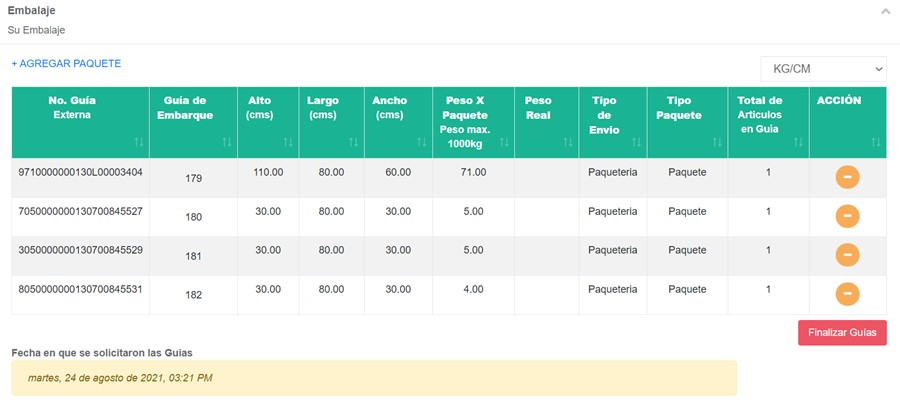 Embalaje
Su Embalaje
+ AGREGAR PAQUETE
KG/CM
No. Guía Externa Guía de Embarque Alto (cms) Largo (cms) Ancho (cms) Peso X Paquete Peso max. 1000kg Peso Real Tipo de Envio Tipo Paquete Total de Articulos en Guía ACCIÓN
9710000000130L00003404 179 110.00 80.00 60.00 71.00 Paqueteria Paquete 1
7050000000130700845527 180 30.00 80.00 30.00 5.00 Paqueteria Paquete 1
3050000000130700845529 181 30.00 80.00 30.00 5.00 Paqueteria Paquete 1
8050000000130700845531 182 30.00 80.00 30.00 4.00 Paqueteria Paquete 1
Finalizar Guías
Fecha en que se solicitaron las Guias
martes, 24 de agosto de 2021, 03:21 PM